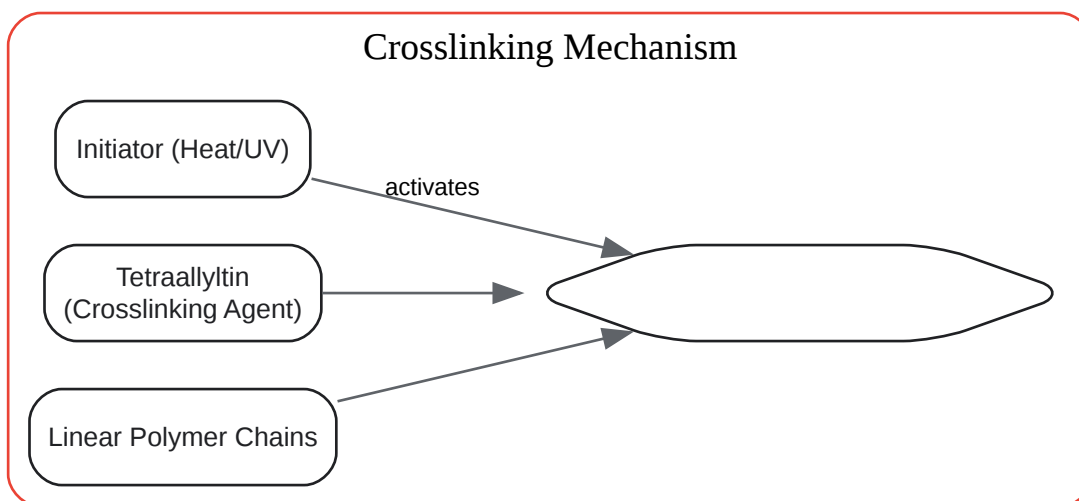 Crosslinking Mechanism
Initiator (Heat/UV)
activates
Tetraallyltin
(Crosslinking Agent)
Linear Polymer Chains